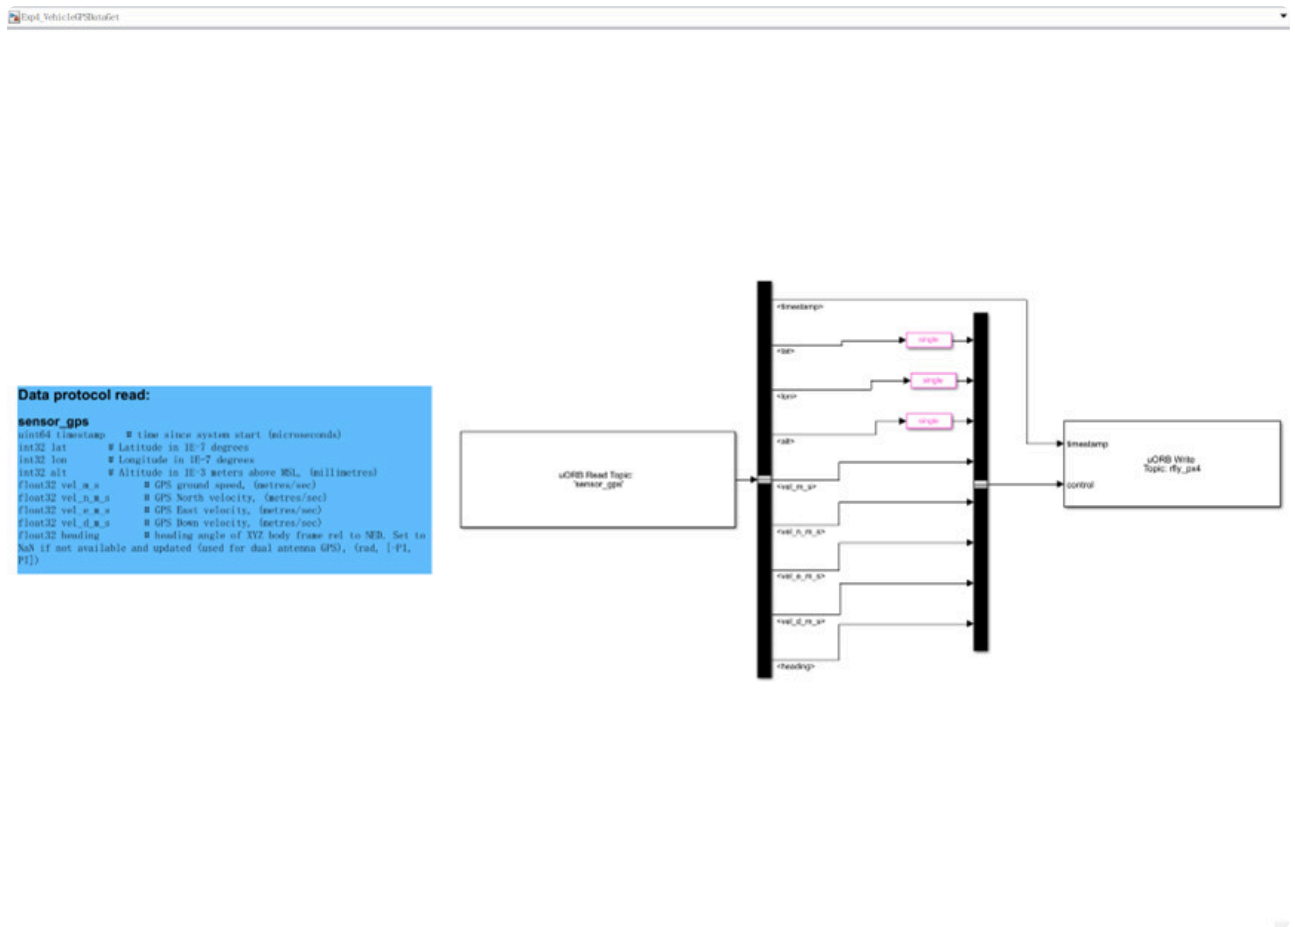 Exp4_VehicleGPSDataGet
Data protocol read:
sensor_gps
uint64 timestamp # time since system start (microseconds)
int32 lat # Latitude in 1E-7 degrees
int32 lon # Longitude in 1E-7 degrees
int32 alt # Altitude in 1E-3 meters above MSL, (millimetres)
float32 vel_m_s # GPS ground speed, (metres/sec)
float32 vel_n_m_s # GPS North velocity, (metres/sec)
float32 vel_e_m_s # GPS East velocity, (metres/sec)
float32 vel_d_m_s # GPS Down velocity, (metres/sec)
float32 heading # heading angle of XYZ body frame rel to NED. Set to
NaN if not available and updated (used for dual antenna GPS), (rad, [-PI,
PI])
uORB Read Topic:
'sensor_gps'
<timestamp>
<lat>
<lon>
<alt>
<vel_m_s>
<vel_n_m_s>
<vel_e_m_s>
<vel_d_m_s>
<heading>
single
single
single
timestamp
control
uORB Write
Topic: rfly_px4